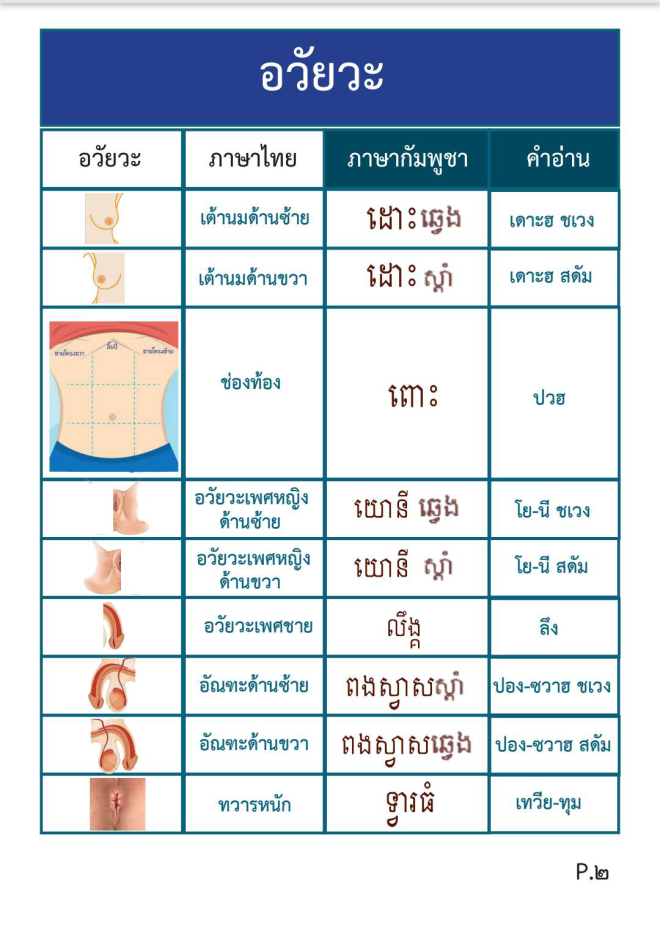 อวัยวะ
อวัยวะ ภาษาไทย ภาษากัมพูชา คำอ่าน
เต้านมด้านซ้าย ដោះឆ្វេង เดาะฮ ชเวง
เต้านมด้านขวา ដោះ ស្តាំ เดาะฮ สดัม
ลิ้นปี่
ชายโครงขวา ชายโครงซ้าย
ช่องท้อง ពោះ ปวฮ
อวัยวะเพศหญิง
ด้านซ้าย យោនី ឆ្វេង โย-นี ชเวง
อวัยวะเพศหญิง
ด้านขวา យោនី ស្តាំ โย-นี สดัม
อวัยวะเพศชาย លឹង្គ ลึง
อัณฑะด้านซ้าย ពងស្វាសស្តាំ ปอง-ซวาฮ ชเวง
อัณฑะด้านขวา ពងស្វាសឆ្វេង ปอง-ซวาฮ สดัม
ทวารหนัก ទ្វារធំ เทวีย-ทุม
P.๒